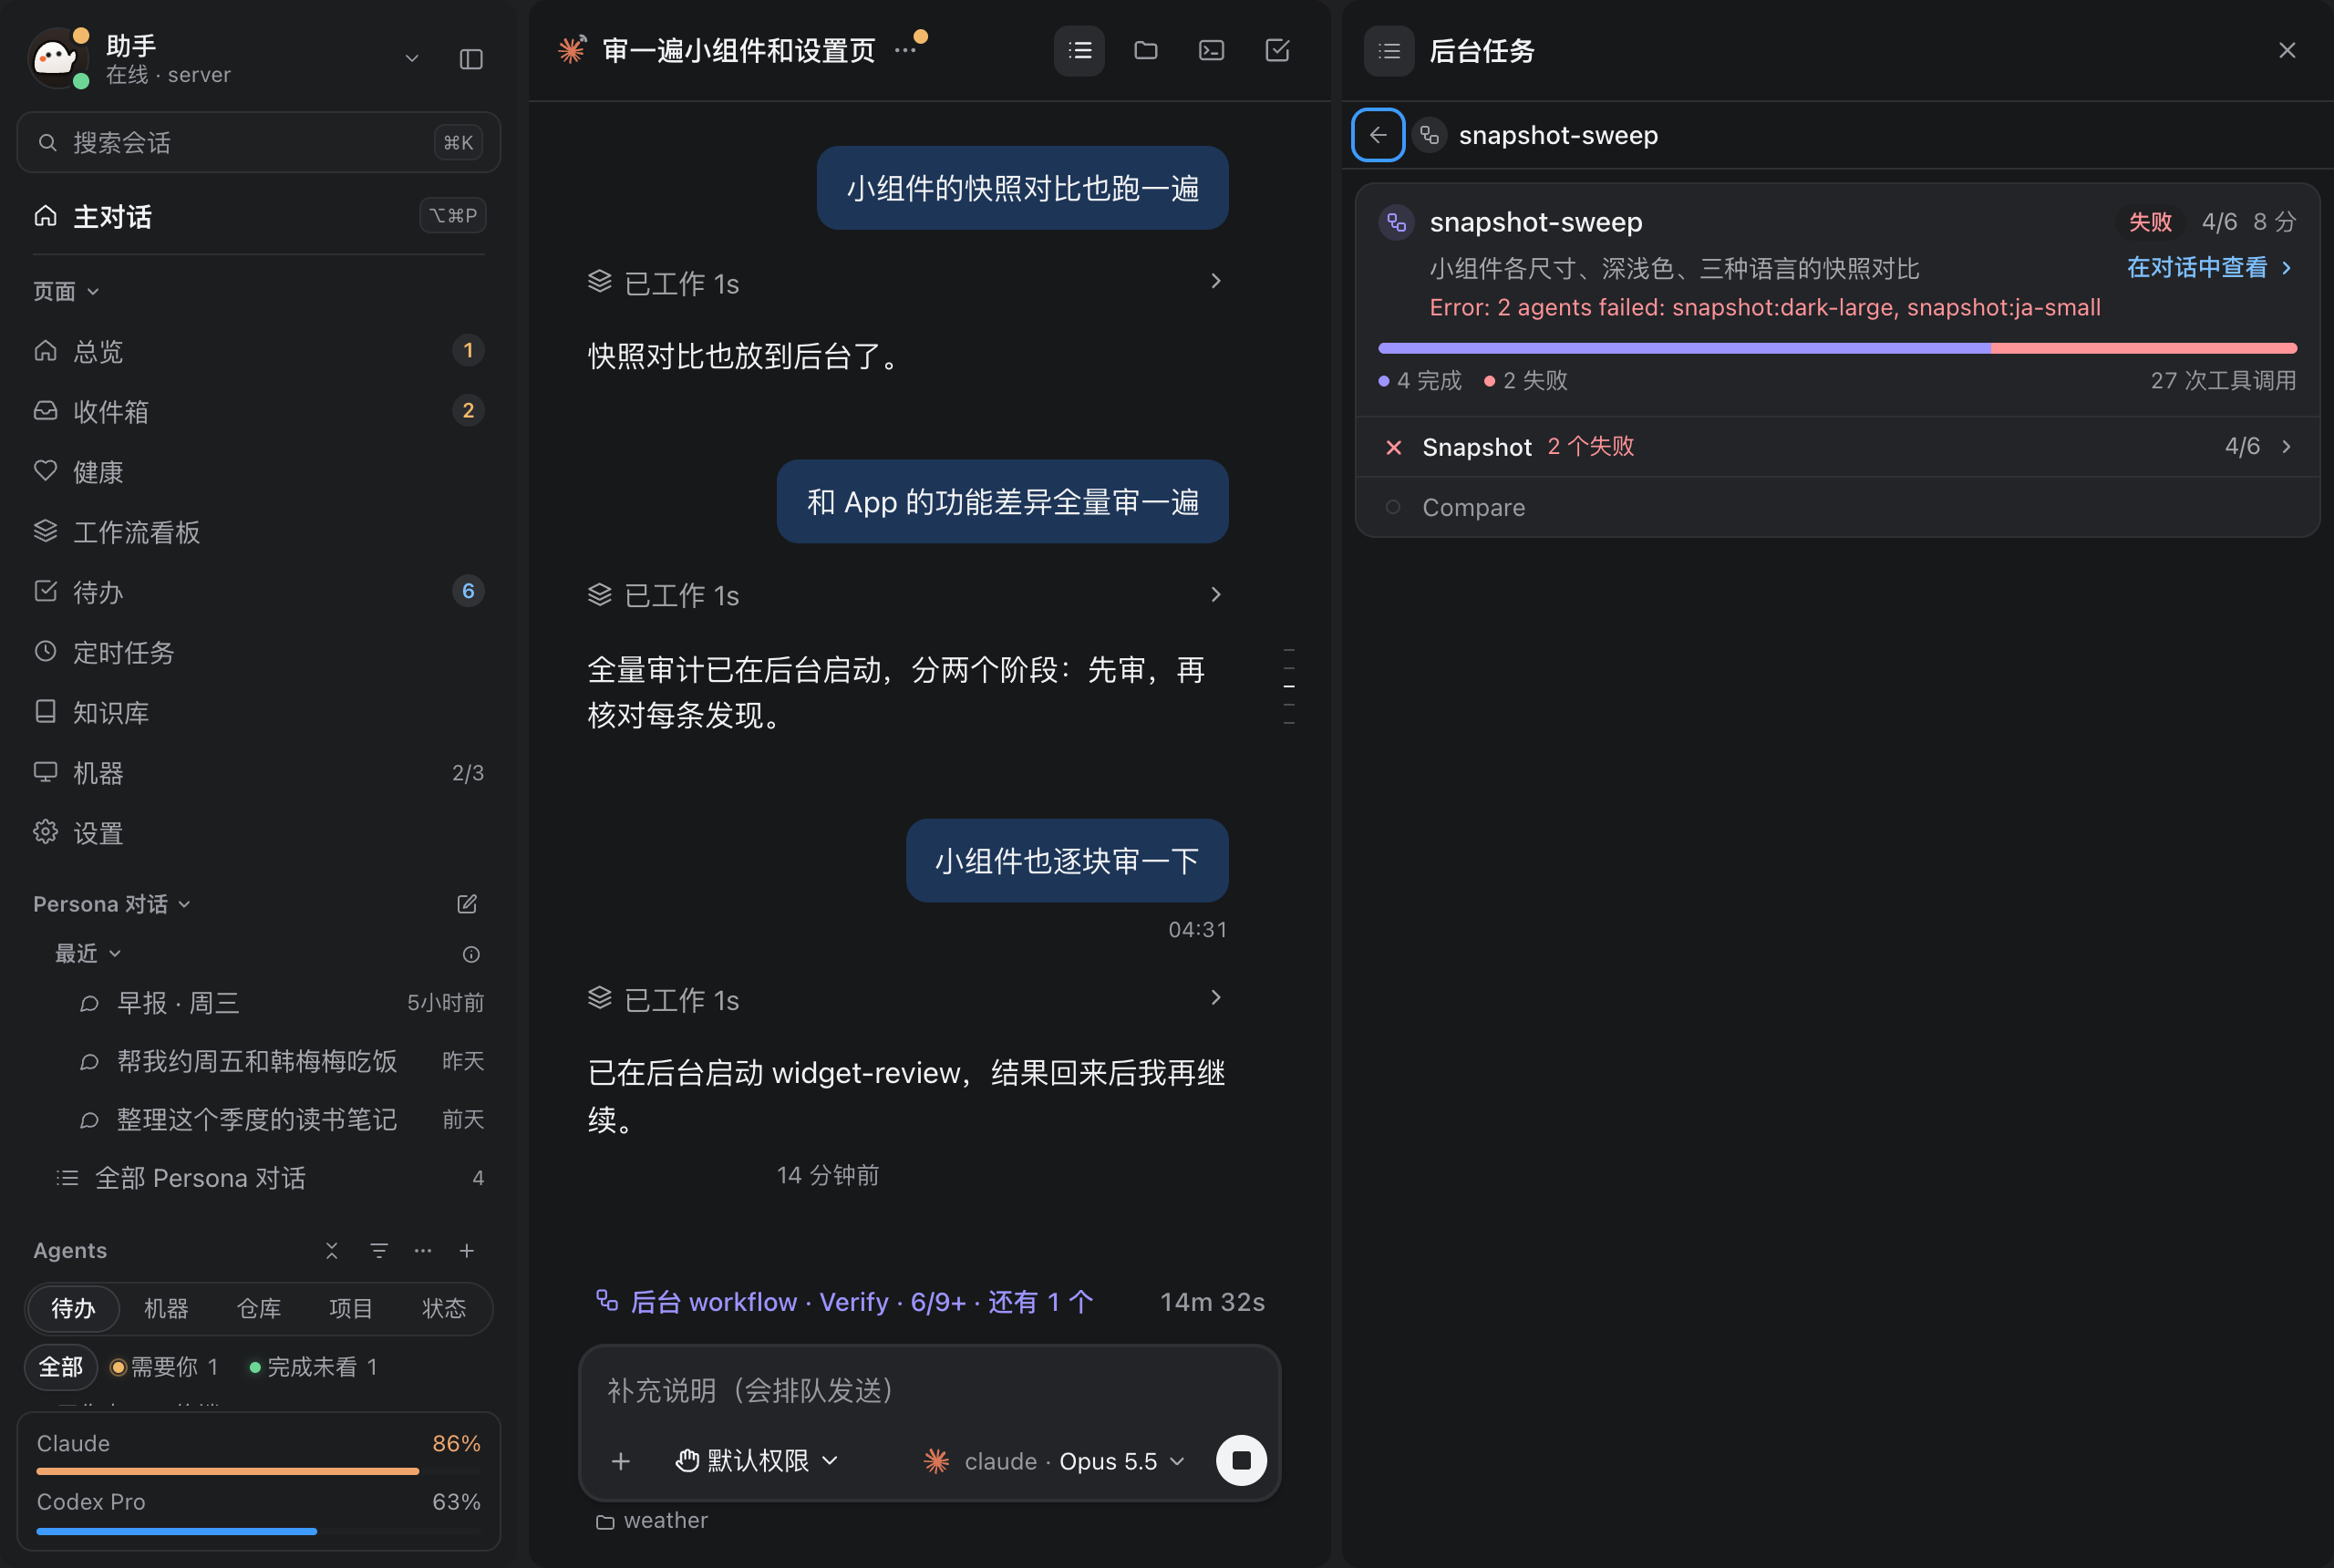 助手
在线 · server
搜索会话
⌘K
主对话
⌥⌘P
页面
总览
1
收件箱
2
健康
工作流看板
待办
6
定时任务
知识库
机器
2/3
设置
Persona 对话
最近
早报 · 周三
5小时前
帮我约周五和韩梅梅吃饭
昨天
整理这个季度的读书笔记
前天
全部 Persona 对话
4
Agents
待办
机器
仓库
项目
状态
全部
需要你 1
完成未看 1
Claude
86%
Codex Pro
63%
审一遍小组件和设置页
小组件的快照对比也跑一遍
已工作 1s
快照对比也放到后台了。
和 App 的功能差异全量审一遍
已工作 1s
全量审计已在后台启动，分两个阶段：先审，再
核对每条发现。
小组件也逐块审一下
04:31
已工作 1s
已在后台启动 widget-review，结果回来后我再继
续。
14 分钟前
后台 workflow · Verify · 6/9+ · 还有 1 个
14m 32s
补充说明（会排队发送）
默认权限
claude · Opus 5.5
weather
后台任务
snapshot-sweep
snapshot-sweep
失败
4/6
8 分
小组件各尺寸、深浅色、三种语言的快照对比
在对话中查看
Error: 2 agents failed: snapshot:dark-large, snapshot:ja-small
4 完成
2 失败
27 次工具调用
Snapshot
2 个失败
4/6
Compare